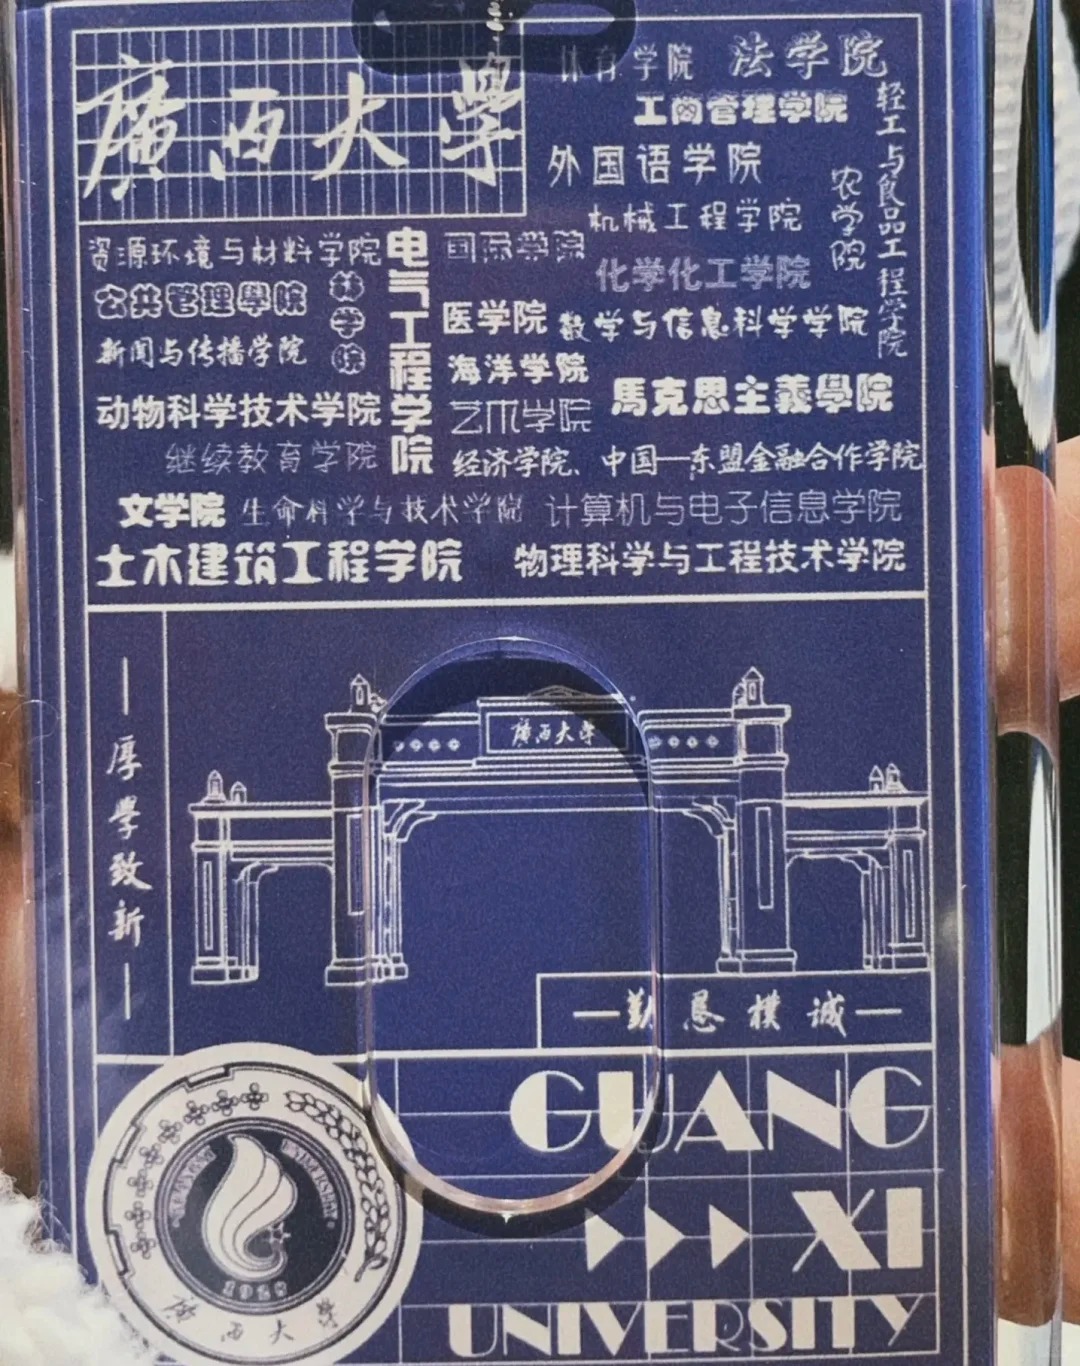 廣西大學
体育学院
法学院
工商管理学院
外国语学院
机械工程学院
化学化工学院
轻工与食品工程学院
农学院
资源环境与材料学院
公共管理學院
新闻与传播学院
林学院
电气工程学院
国际学院
医学院
数学与信息科学学院
海洋学院
馬克思主義學院
动物科学技术学院
艺术学院
继续教育学院
经济学院、中国—东盟金融合作学院
文学院
生命科学与技术学院
计算机与电子信息学院
土木建筑工程学院
物理科学与工程技术学院
廣西大學
厚學致新
勤恳樸诚
GUANG
XI
UNIVERSITY
1928
廣西大學